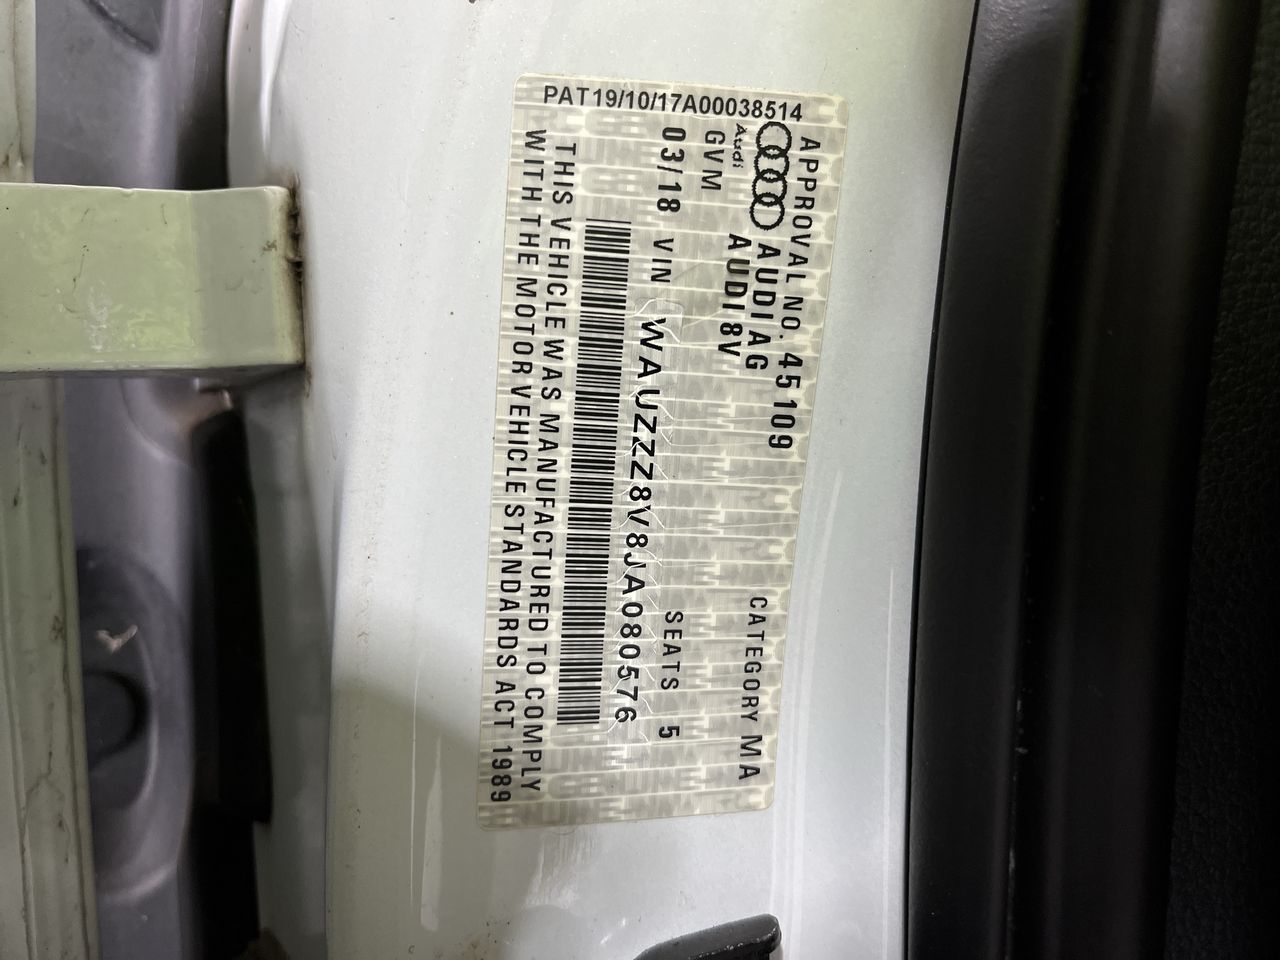 PAT19/10/17A00038514
APPROVAL NO. 45109
CATEGORY MA
Audi
AUDI AG
AUDI 8V
GVM
SEATS 5
03/18 VIN WAUZZZ8V8JA080576
THIS VEHICLE WAS MANUFACTURED TO COMPLY
WITH THE MOTOR VEHICLE STANDARDS ACT 1989